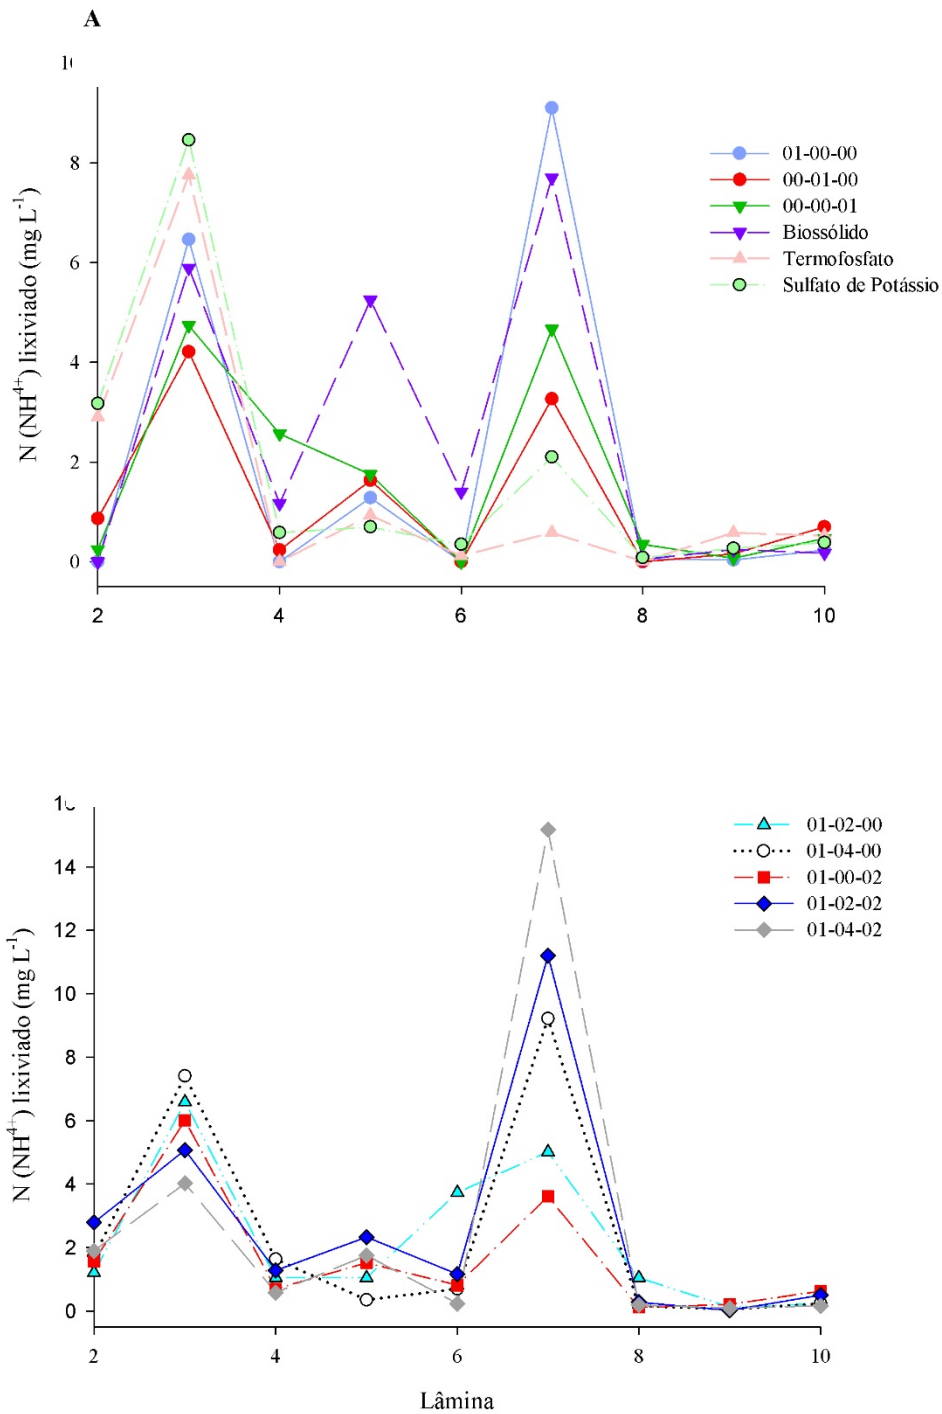 A
8
6
4
2
0
2 4 6 8 10
N (NH⁴⁺) lixiviado (mg L⁻¹)
01-00-00
00-01-00
00-00-01
Biossólido
Termofosfato
Sulfato de Potássio
14
12
10
8
6
4
2
0
2 4 6 8 10
N (NH⁴⁺) lixiviado (mg L⁻¹)
01-02-00
01-04-00
01-00-02
01-02-02
01-04-02
Lâmina